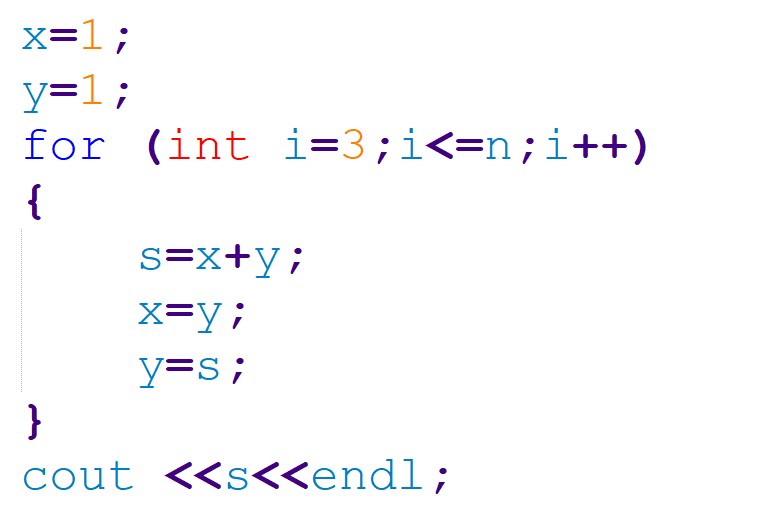 x=1;
y=1;
for (int i=3;i<=n;i++)
{
s=x+y;
x=y;
y=s;
}
cout <<s<<endl;